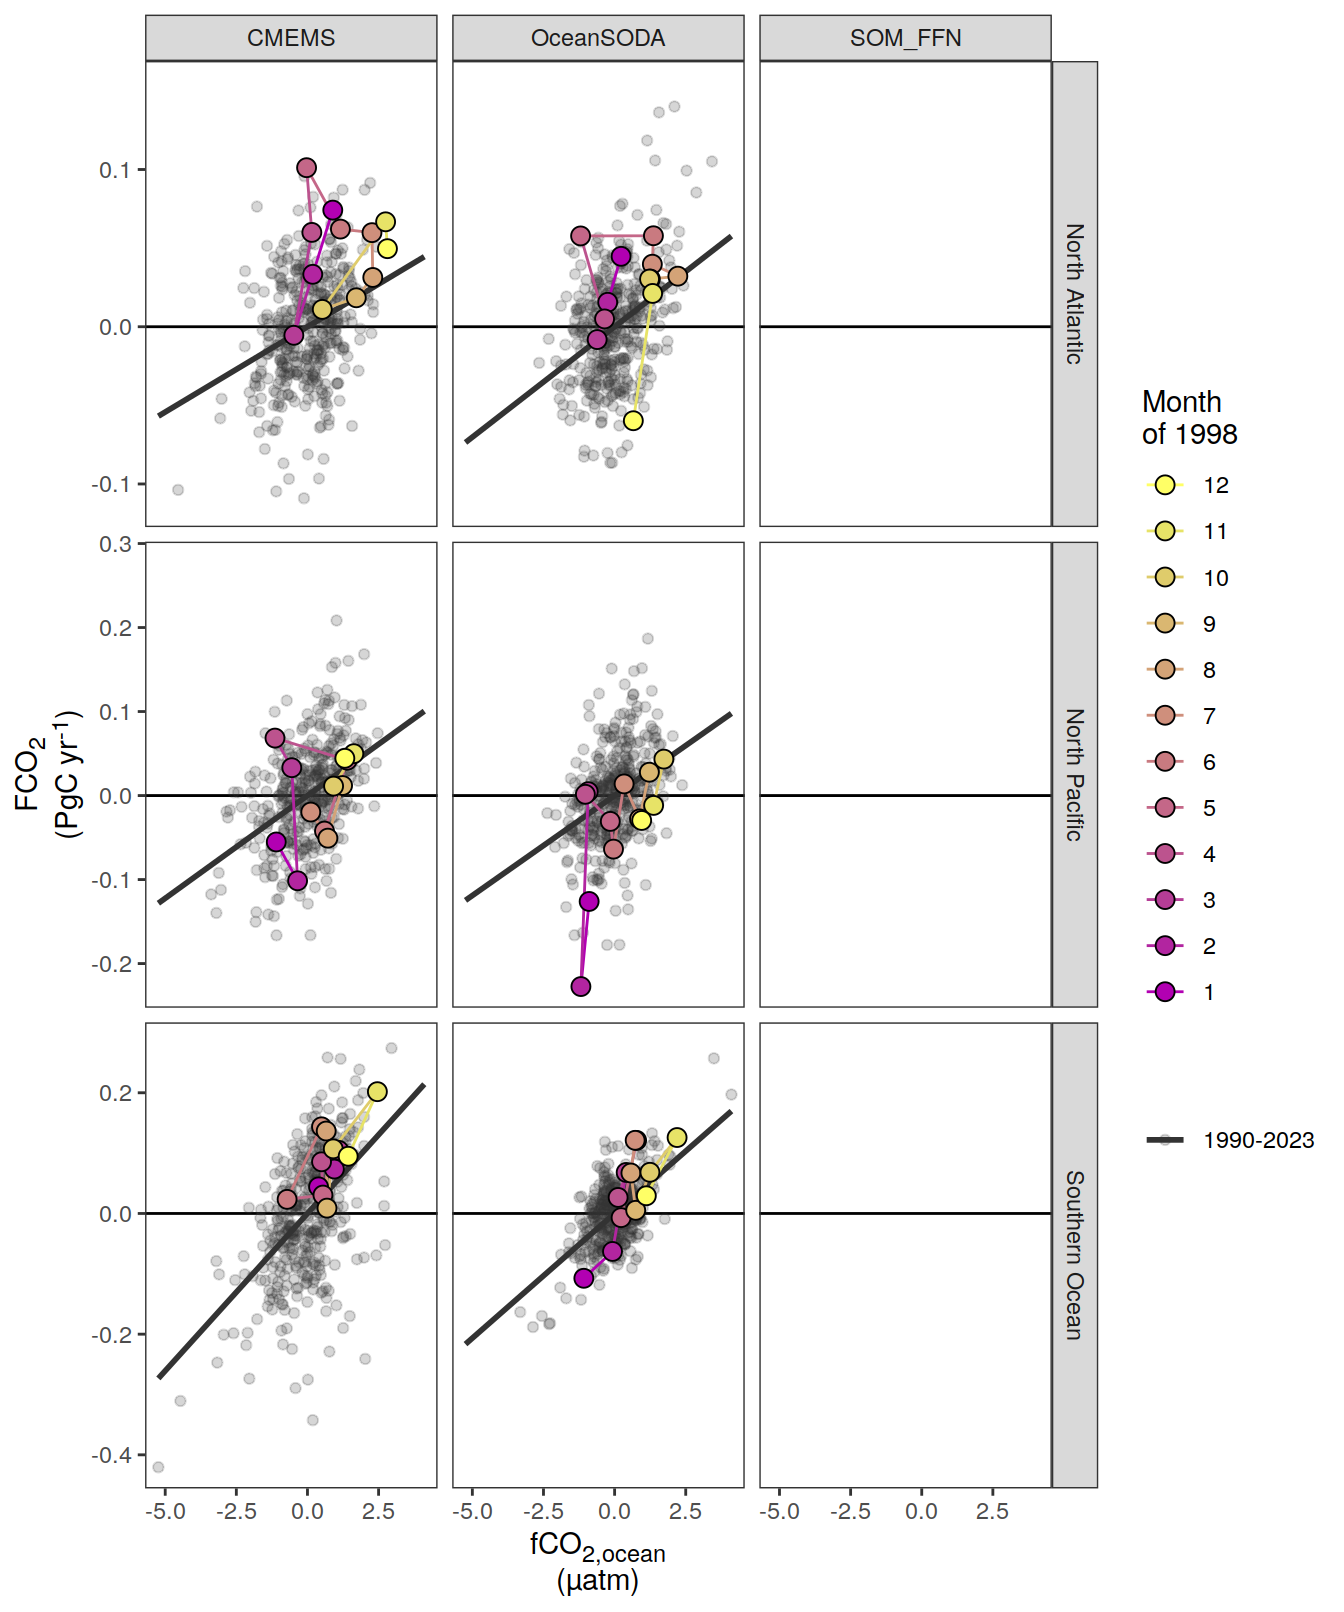 CMEMS OceanSODA SOM_FFN
0.1
0.0
-0.1
North Atlantic
0.3
0.2
0.1
0.0
-0.1
-0.2
North Pacific
0.2
0.0
-0.2
-0.4
Southern Ocean
-5.0 -2.5 0.0 2.5 -5.0 -2.5 0.0 2.5 -5.0 -2.5 0.0 2.5
FCO₂
(PgC yr⁻¹)
fCO₂,ocean
(µatm)
Month
of 1998
12
11
10
9
8
7
6
5
4
3
2
1
1990-2023